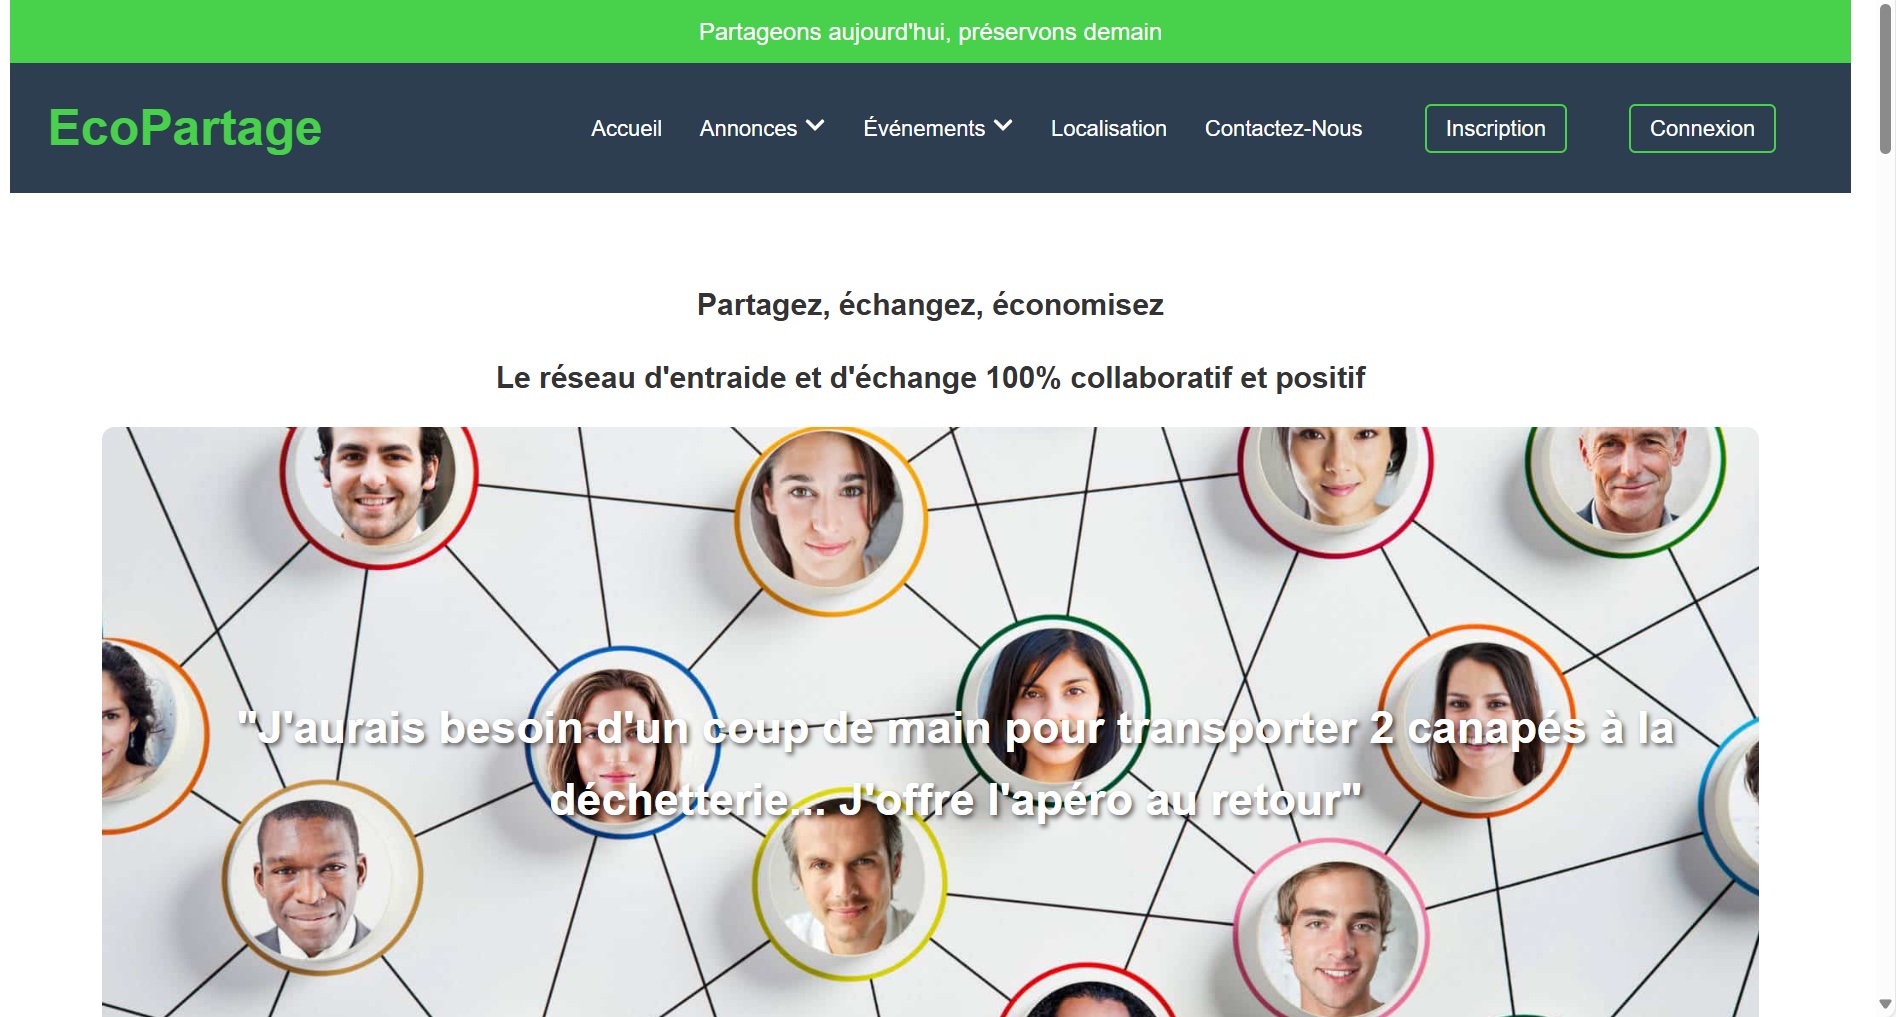 Partageons aujourd'hui, préservons demain
EcoPartage
Accueil
Annonces
Événements
Localisation
Contactez-Nous
Inscription
Connexion
Partagez, échangez, économisez
Le réseau d'entraide et d'échange 100% collaboratif et positif
"J'aurais besoin d'un coup de main pour transporter 2 canapés à la
déchetterie... J'offre l'apéro au retour"